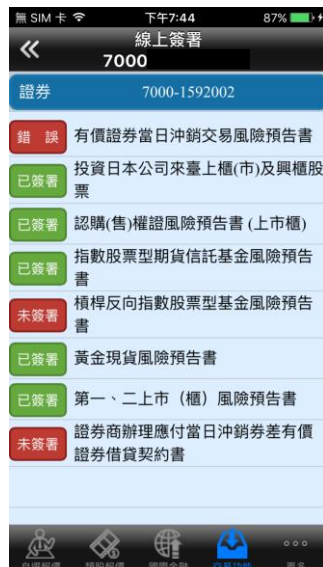 無 SIM 卡 下午7:44 87%
線上簽署
7000
證券 7000-1592002
錯 誤 有價證券當日沖銷交易風險預告書
已簽署 投資日本公司來臺上櫃(市)及興櫃股
票
已簽署 認購(售)權證風險預告書 (上市櫃)
已簽署 指數股票型期貨信託基金風險預告
書
未簽署 槓桿反向指數股票型基金風險預告
書
已簽署 黃金現貨風險預告書
已簽署 第一、二上市（櫃）風險預告書
未簽署 證券商辦理應付當日沖銷券差有價
證券借貸契約書